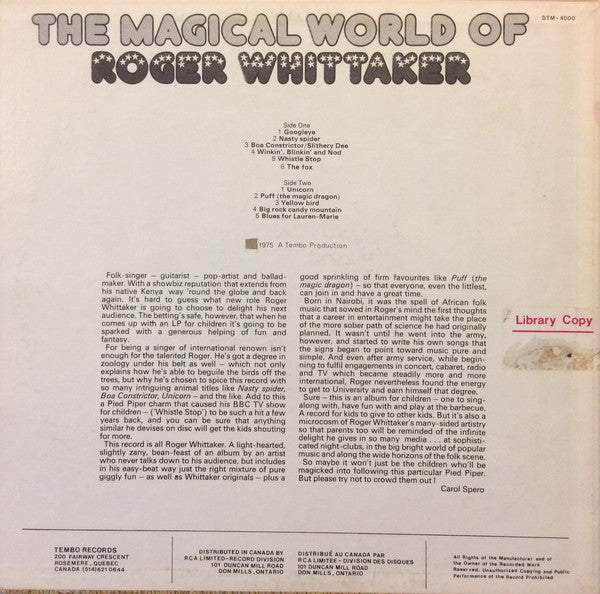 STM - 4000
THE MAGICAL WORLD OF
ROGER WHITTAKER
Side One
1 Googleye
2 Nasty spider
3 Boa Constrictor/Slithery Dee
4 Winkin', Blinkin' and Nod
5 Whistle Stop
6 The fox
Side Two
1 Unicorn
2 Puff (the magic dragon)
3 Yellow bird
4 Big rock candy mountain
5 Blues for Lauren-Marie
1975 A Tembo Production
Folk-singer – guitarist – pop-artist and ballad-
maker. With a showbiz reputation that extends from
his native Kenya way 'round the globe and back
again. It's hard to guess what new role Roger
Whittaker is going to choose to delight his next
audience. The betting's safe, however, that when he
comes up with an LP for children it's going to be
sparked with a generous helping of fun and
fantasy.
For being a singer of international renown isn't
enough for the talented Roger. He's got a degree in
zoology under his belt as well – which not only
explains how he's able to beguile the birds off the
trees, but why he's chosen to spice this record with
so many intriguing animal titles like Nasty spider,
Boa Constrictor, Unicorn – and the like. Add to this
a Pied Piper charm that caused his BBC TV show
for children – ('Whistle Stop') to be such a hit a few
years back, and you can be sure that anything
similar he devises on disc will get the kids shouting
for more.
This record is all Roger Whittaker. A light-hearted,
slightly zany, bean-feast of an album by an artist
who never talks down to his audience, but includes
in his easy-beat way just the right mixture of pure
giggly fun – as well as Whittaker originals – plus a
good sprinkling of firm favourites like Puff (the
magic dragon) – so that everyone, even the littlest,
can join in and have a great time.
Born in Nairobi, it was the spell of African folk
music that sowed in Roger's mind the first thoughts
that a career in entertainment might take the place
of the more sober path of science he had originally
planned. It wasn't until he went into the army,
however, and started to write his own songs that
the signs began to point toward music pure and
simple. And even after army service, while begin-
ning to fulfil engagements in concert, cabaret, radio
and TV which became steadily more and more
international, Roger nevertheless found the energy
to get to University and earn himself that degree.
Sure – this is an album for children – one to sing-
along with, have fun with and play at the barbecue.
A record for kids to give to other kids. But it's also a
microcosm of Roger Whittaker's many-sided artistry
so that parents too will be reminded of the infinite
delight he gives in so many media . . . at sophisti-
cated night-clubs, in the big bright world of popular
music and along the wide horizons of the folk scene.
So maybe it won't just be the children who'll be
magicked into following this particular Pied Piper.
But please try not to crowd them out!
Carol Spero
Library Copy
TEMBO RECORDS
200 FAIRWAY CRESCENT
ROSEMERE, QUEBEC
CANADA (514)621 0644
DISTRIBUTED IN CANADA BY
RCA LIMITED-RECORD DIVISION
101 DUNCAN MILL ROAD
DON MILLS, ONTARIO
DISTRIBUÉ AU CANADA PAR
RCA LIMITEE - DIVISION DES DISQUES
101 DUNCAN MILL ROAD
DON MILLS, ONTARIO
All Rights of the Manufacturer and of
the Owner of the Recorded Work
Reserved. Unauthorised Copying and Public
Performance of the Record Prohibited